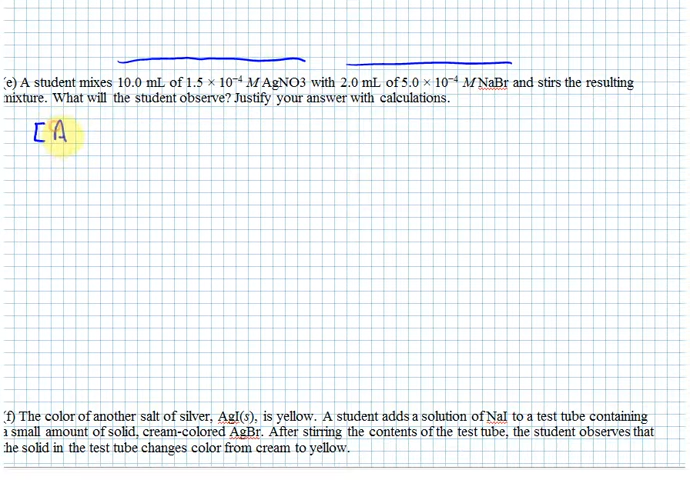 (e) A student mixes 10.0 mL of 1.5 × 10⁻⁴ M AgNO3 with 2.0 mL of 5.0 × 10⁻⁴ M NaBr and stirs the resulting
mixture. What will the student observe? Justify your answer with calculations.
[A
(f) The color of another salt of silver, AgI(s), is yellow. A student adds a solution of NaI to a test tube containing
a small amount of solid, cream-colored AgBr. After stirring the contents of the test tube, the student observes that
the solid in the test tube changes color from cream to yellow.